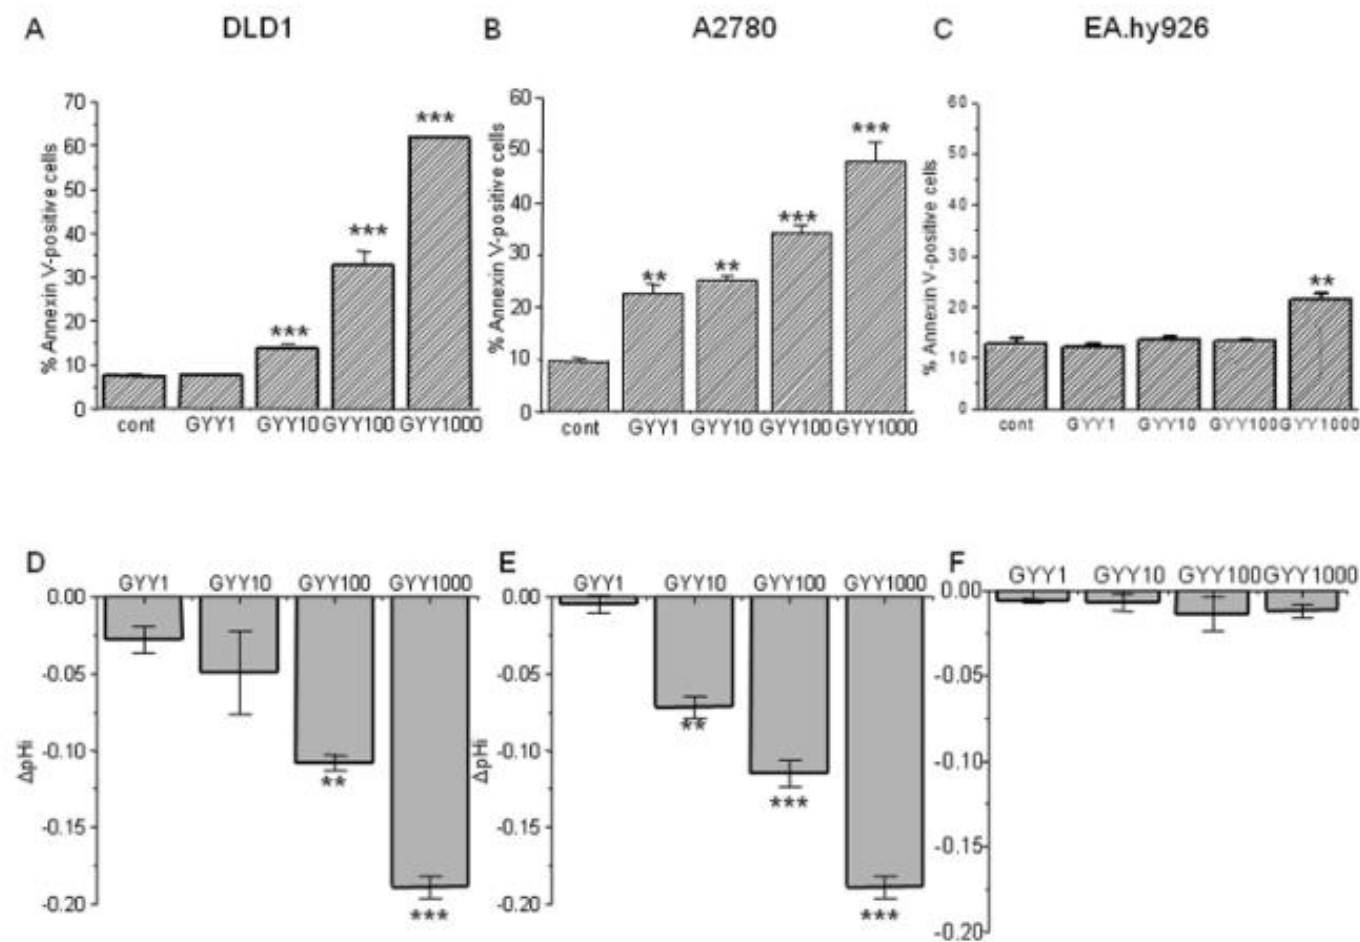 A DLD1
B A2780
C EA.hy926
% Annexin V-positive cells
70
60
50
40
30
20
10
0
***
***
***
cont GYY1 GYY10 GYY100 GYY1000
% Annexin V-positive cells
60
50
40
30
20
10
0
**
**
***
***
cont GYY1 GYY10 GYY100 GYY1000
% Annexin V-positive cells
60
50
40
30
20
10
0
**
cont GYY1 GYY10 GYY100 GYY1000
D
GYY1 GYY10 GYY100 GYY1000
ΔpHi
0.00
-0.05
-0.10
-0.15
-0.20
**
***
E
GYY1 GYY10 GYY100 GYY1000
ΔpHi
0.00
-0.05
-0.10
-0.15
-0.20
**
***
***
F
GYY1 GYY10 GYY100 GYY1000
0.00
-0.05
-0.10
-0.15
-0.20